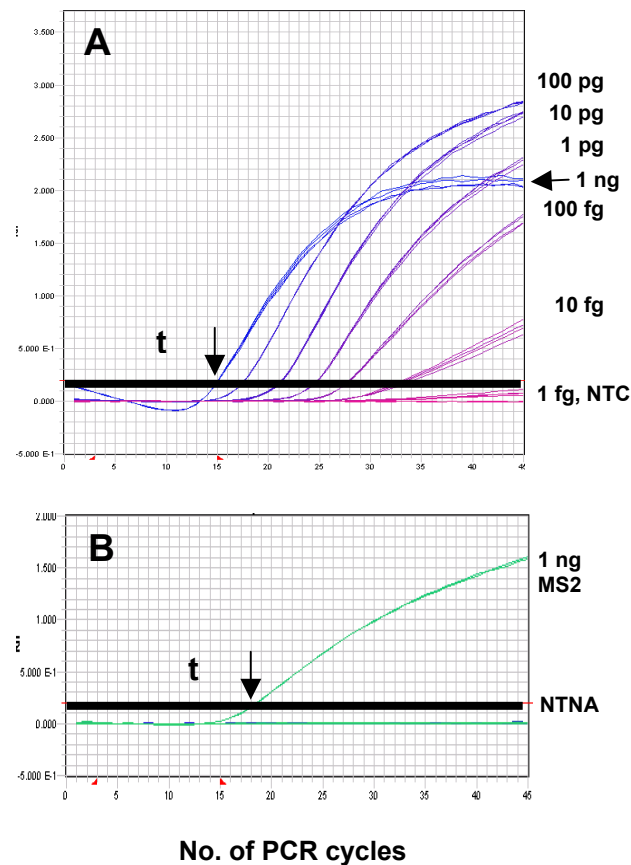 A
3.500
3.000
2.500
2.000
1.500
1.000
5.000 E-1
0.000
-5.000 E-1
0 5 10 15 20 25 30 35 40 45
t
100 pg
10 pg
1 pg
1 ng
100 fg
10 fg
1 fg, NTC
B
2.000
1.500
1.000
5.000 E-1
0.000
-5.000 E-1
0 5 10 15 20 25 30 35 40 45
t
1 ng
MS2
NTNA
No. of PCR cycles